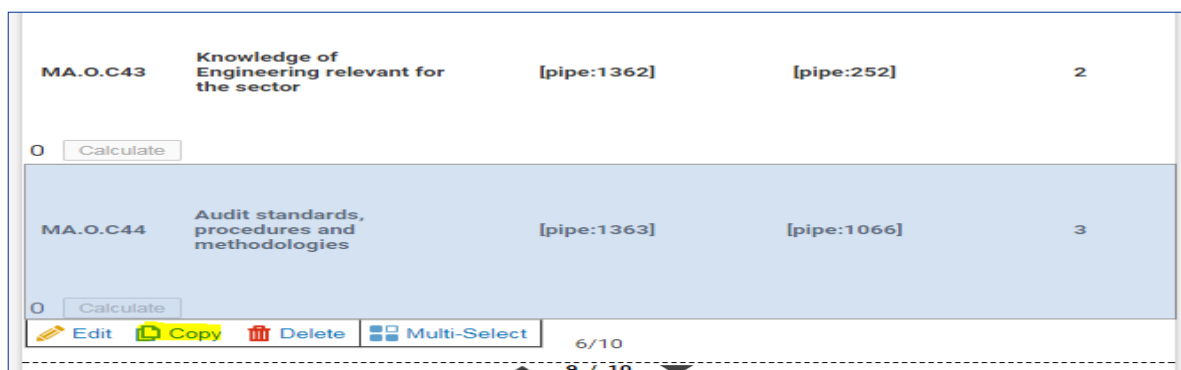 Knowledge of
MA.O.C43 Engineering relevant for [pipe:1362] [pipe:252] 2
the sector
0 Calculate
Audit standards,
MA.O.C44 procedures and [pipe:1363] [pipe:1066] 3
methodologies
0 Calculate
Edit Copy Delete Multi-Select
6/10